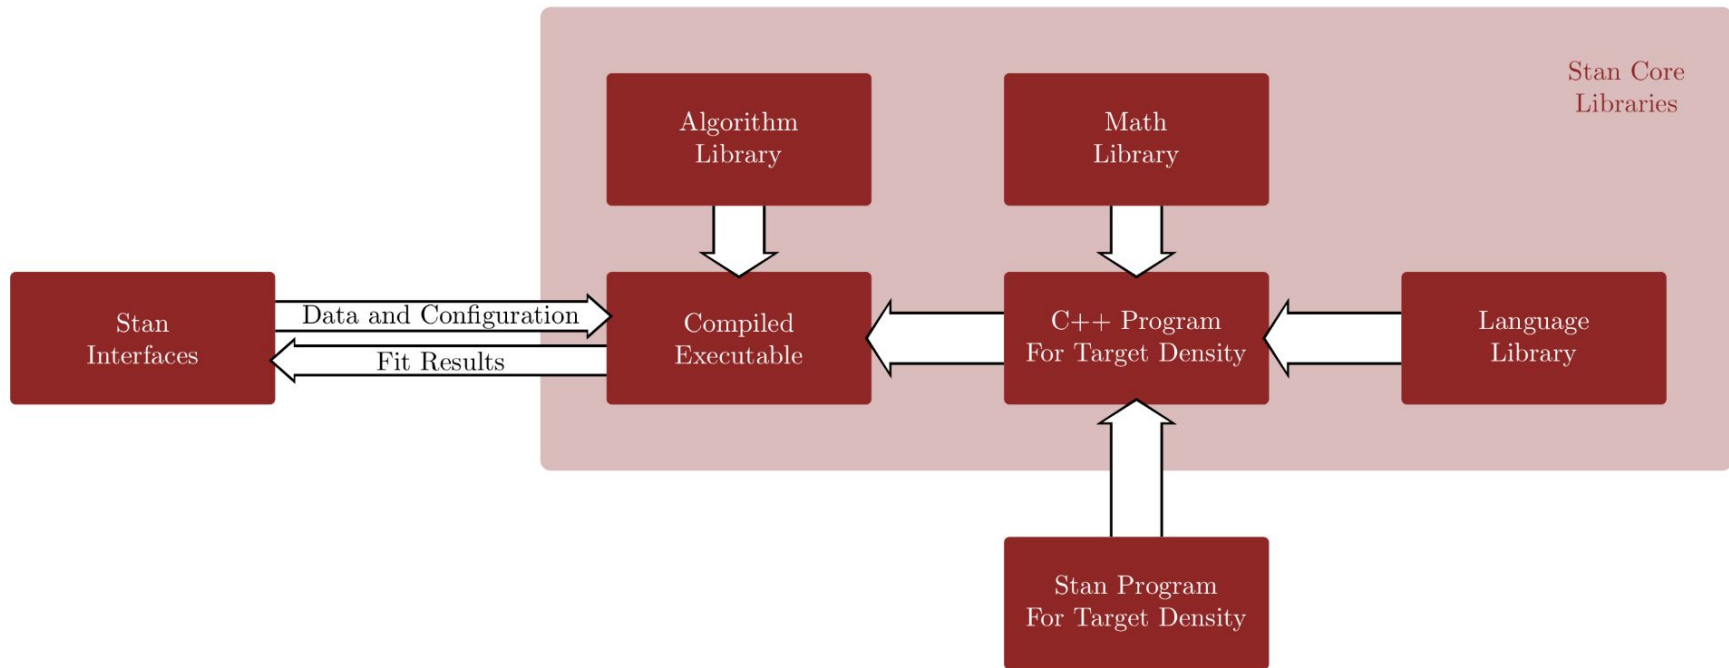 Stan Core
Libraries
Algorithm
Library
Math
Library
Stan
Interfaces
Data and Configuration
Fit Results
Compiled
Executable
C++ Program
For Target Density
Language
Library
Stan Program
For Target Density